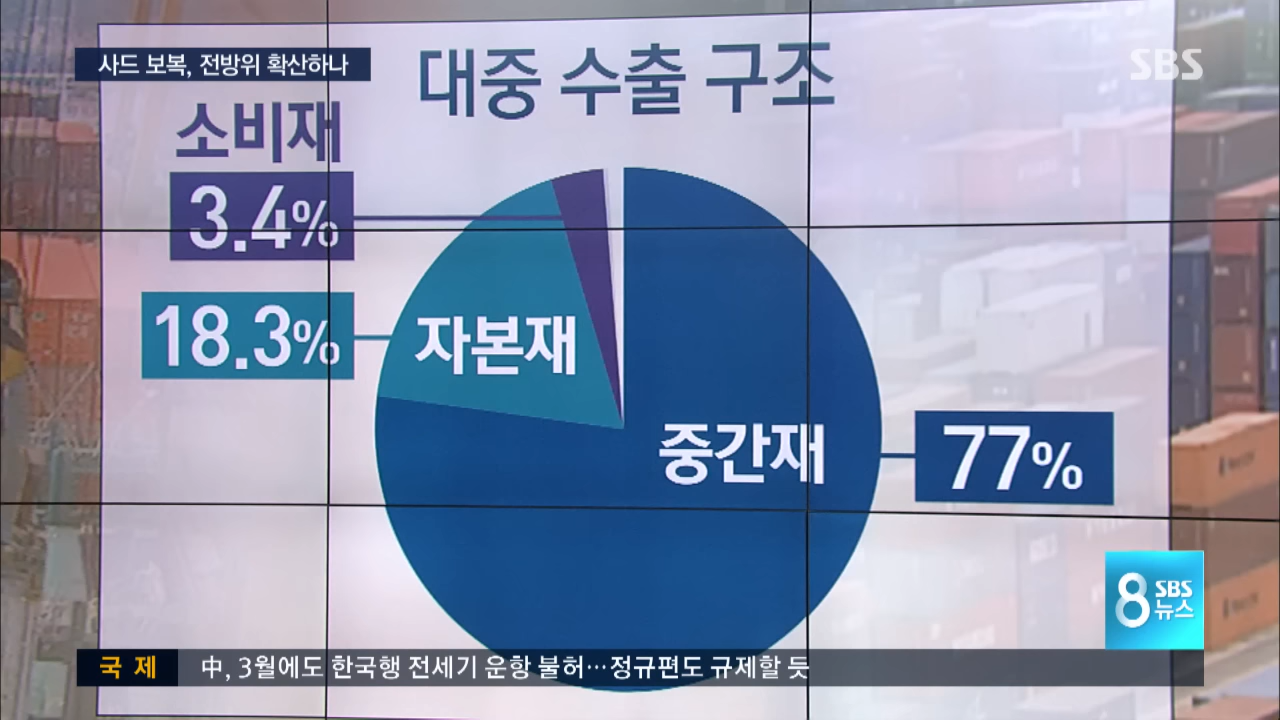 사드 보복, 전방위 확산하나
SBS
대중 수출 구조
소비재
3.4%
18.3%
자본재
중간재
77%
8 SBS
뉴스
국 제
中, 3월에도 한국행 전세기 운항 불허…정규편도 규제할 듯